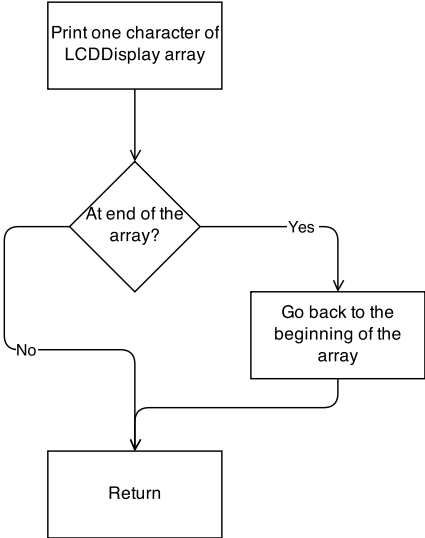 Print one character of
LCDDisplay array
At end of the
array?
Yes
Go back to the
beginning of the
array
No
Return